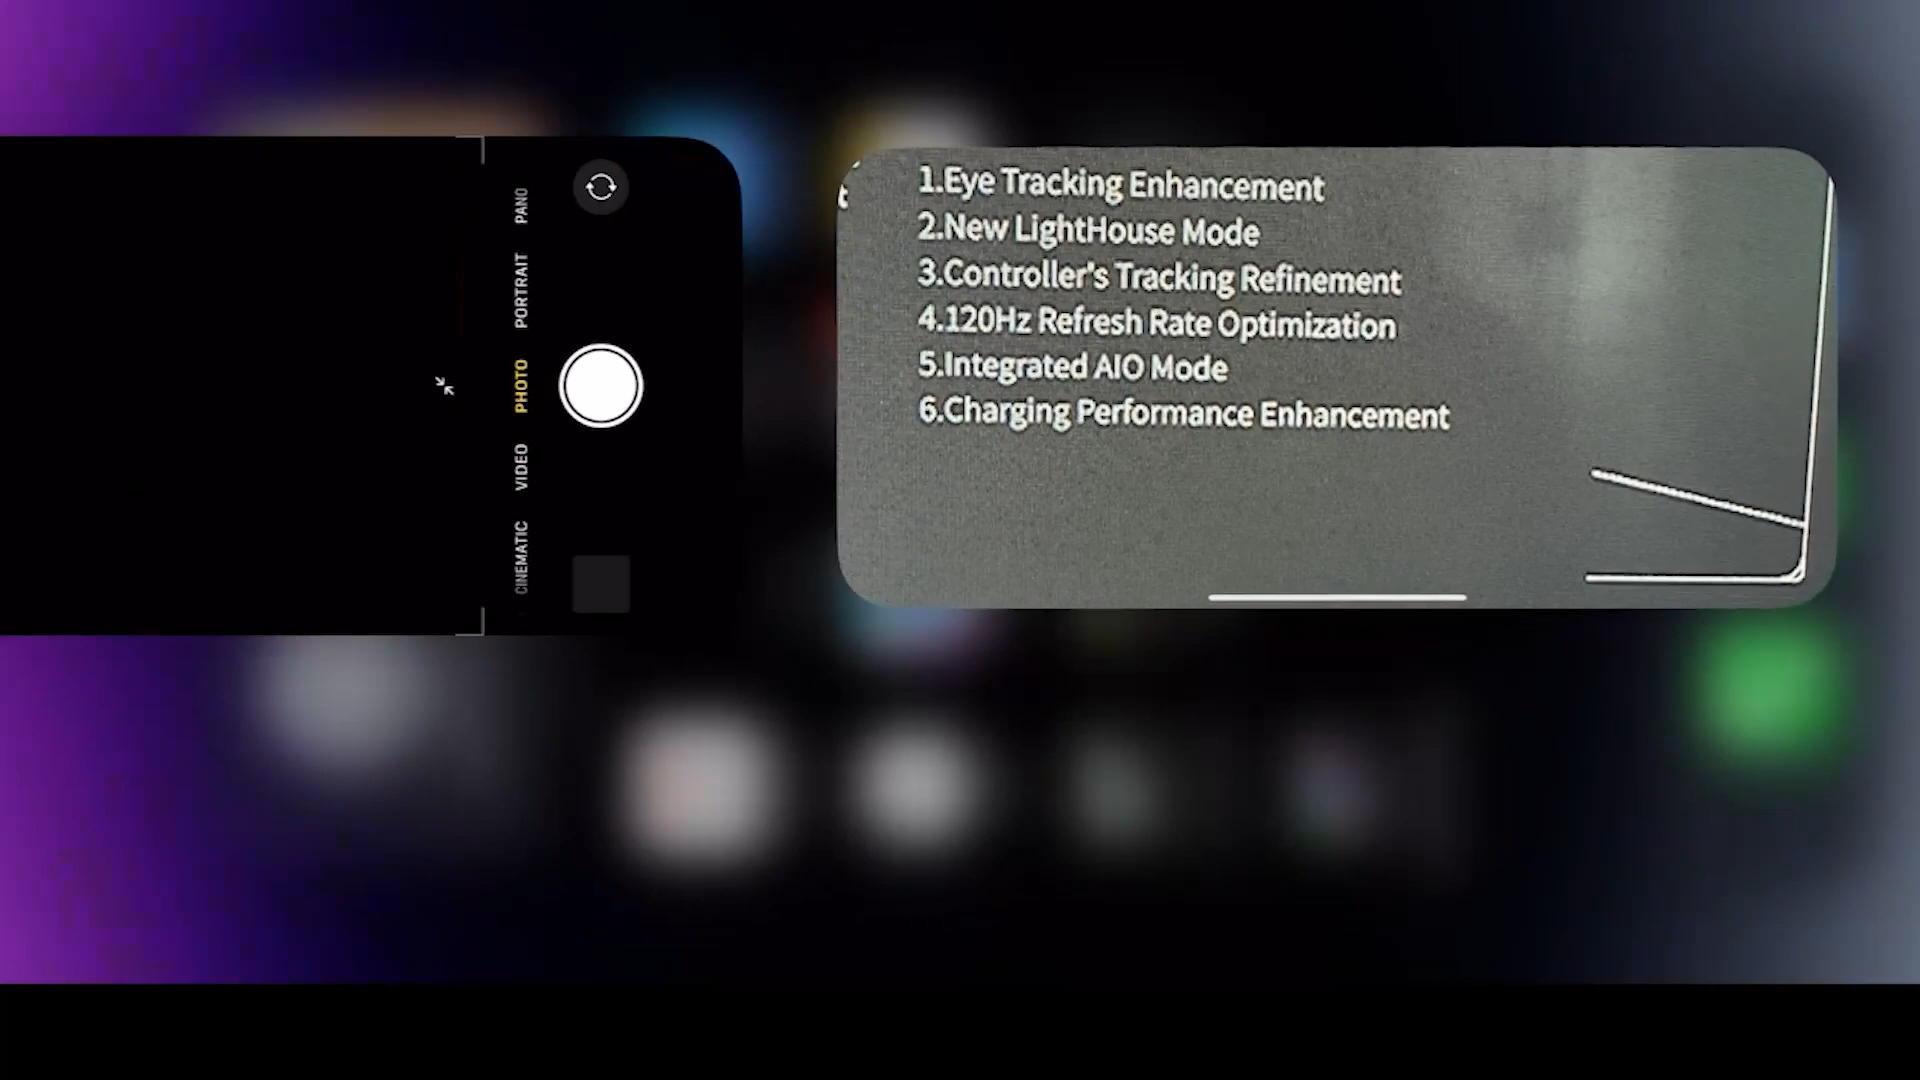 PANO
PORTRAIT
PHOTO
VIDEO
CINEMATIC
t
1.Eye Tracking Enhancement
2.New LightHouse Mode
3.Controller's Tracking Refinement
4.120Hz Refresh Rate Optimization
5.Integrated AIO Mode
6.Charging Performance Enhancement